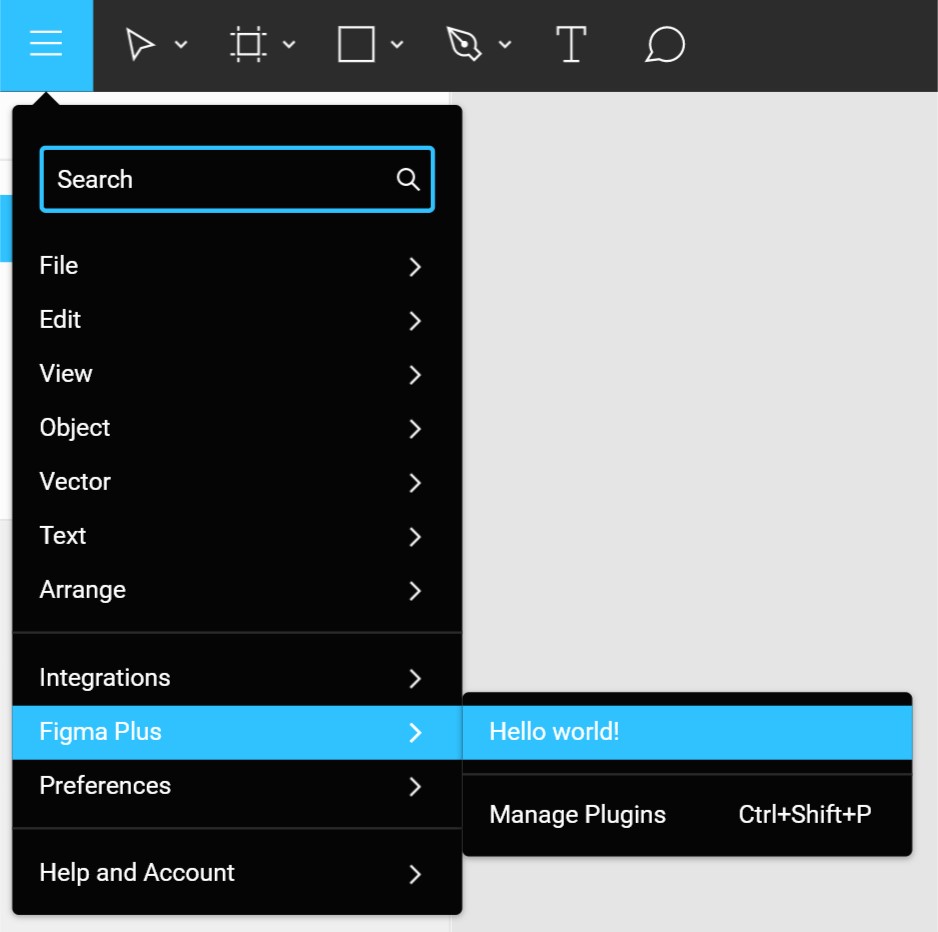 Search
File
Edit
View
Object
Vector
Text
Arrange
Integrations
Figma Plus
Hello world!
Preferences
Manage Plugins Ctrl+Shift+P
Help and Account